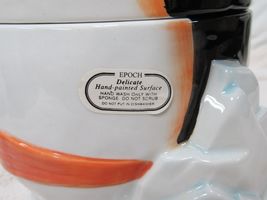 EPOCH
Delicate
Hand-painted Surface
HAND WASH ONLY WITH
SPONGE. DO NOT SCRUB
DO NOT PUT IN DISHWASHER